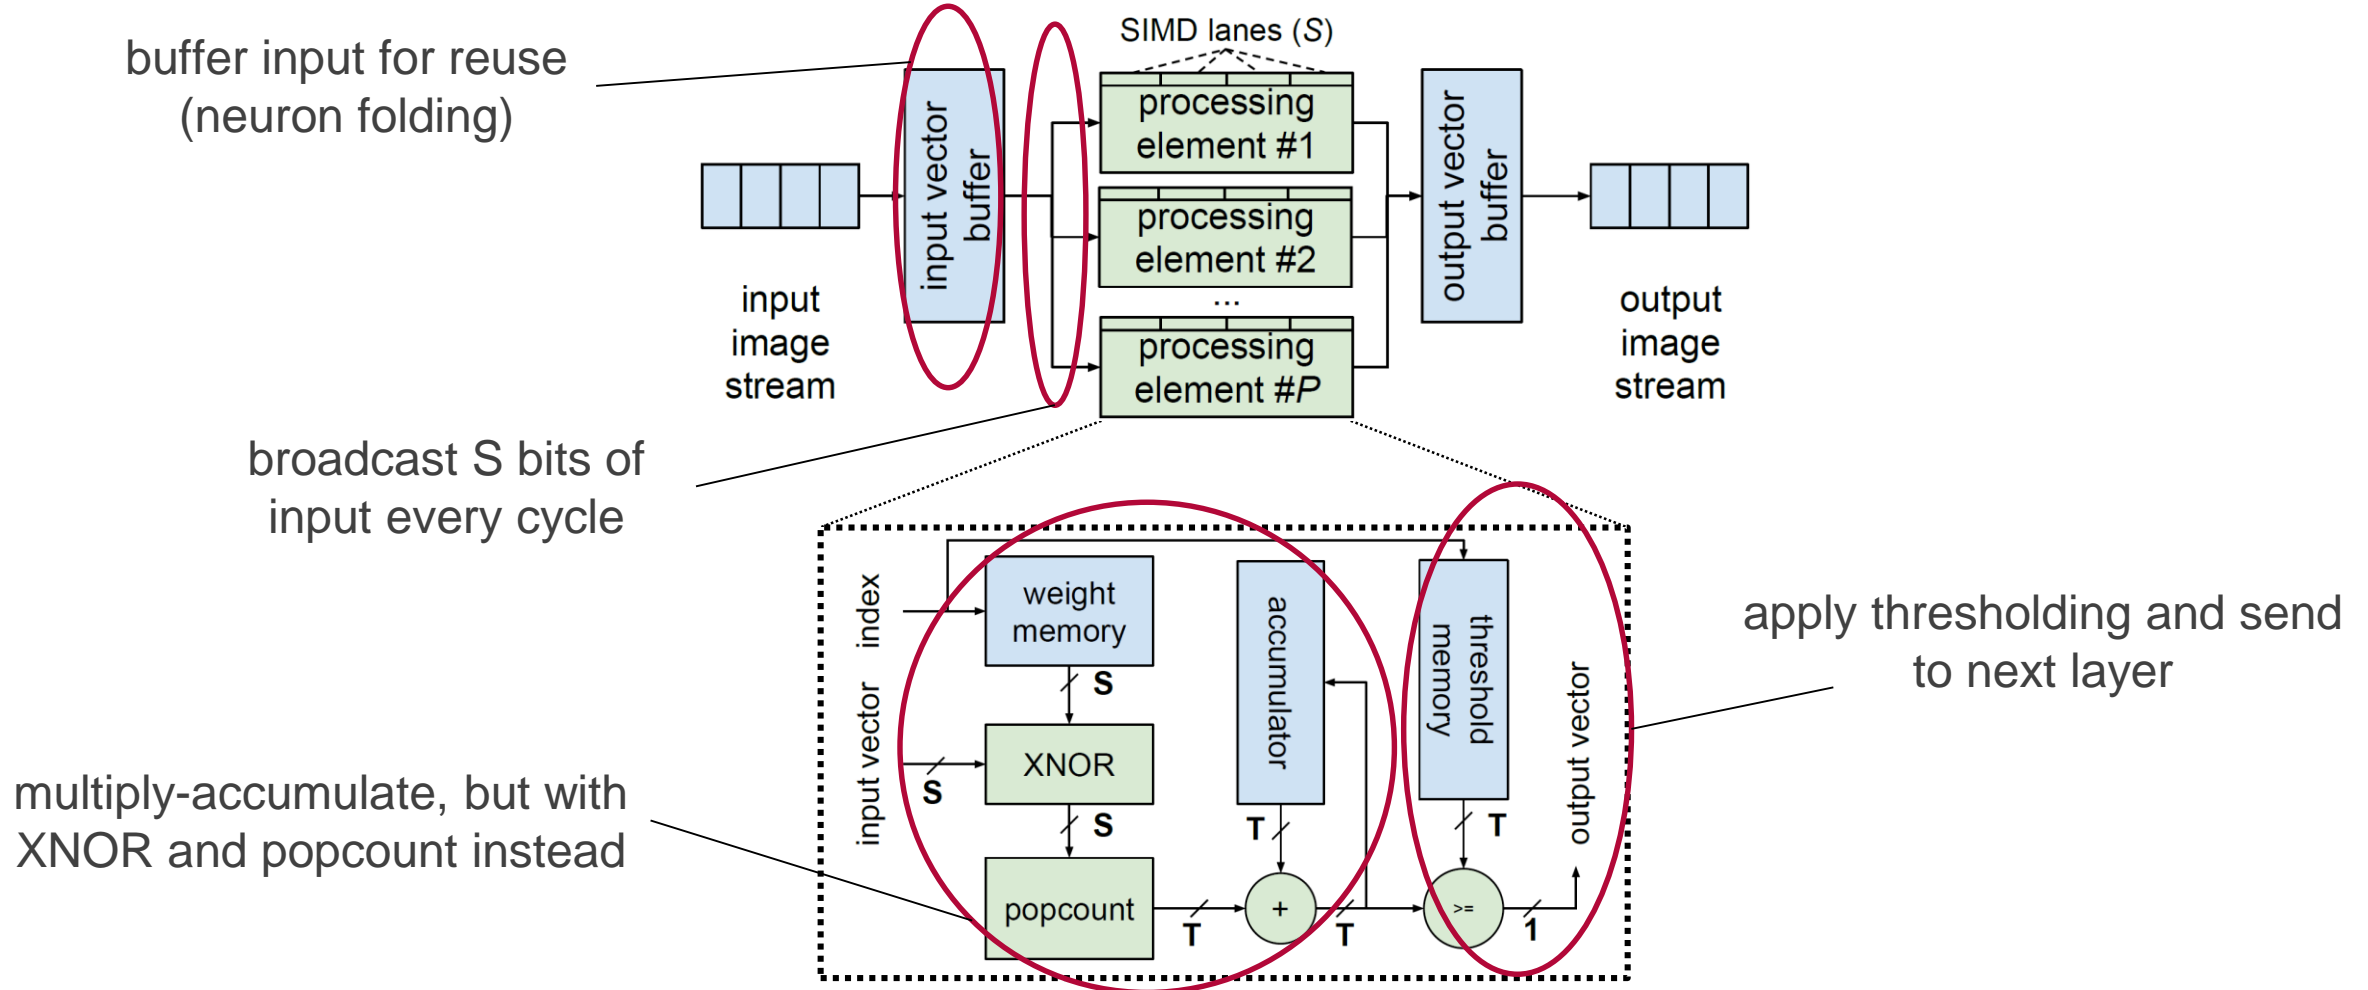 buffer input for reuse
(neuron folding)
SIMD lanes (S)
input vector
buffer
processing
element #1
processing
element #2
...
processing
element #P
output vector
buffer
input
image
stream
output
image
stream
broadcast S bits of
input every cycle
multiply-accumulate, but with
XNOR and popcount instead
apply thresholding and send
to next layer
index
input vector
weight
memory
S
XNOR
S
S
popcount
T
accumulator
T
+
T
threshold
memory
T
>=
1
output vector